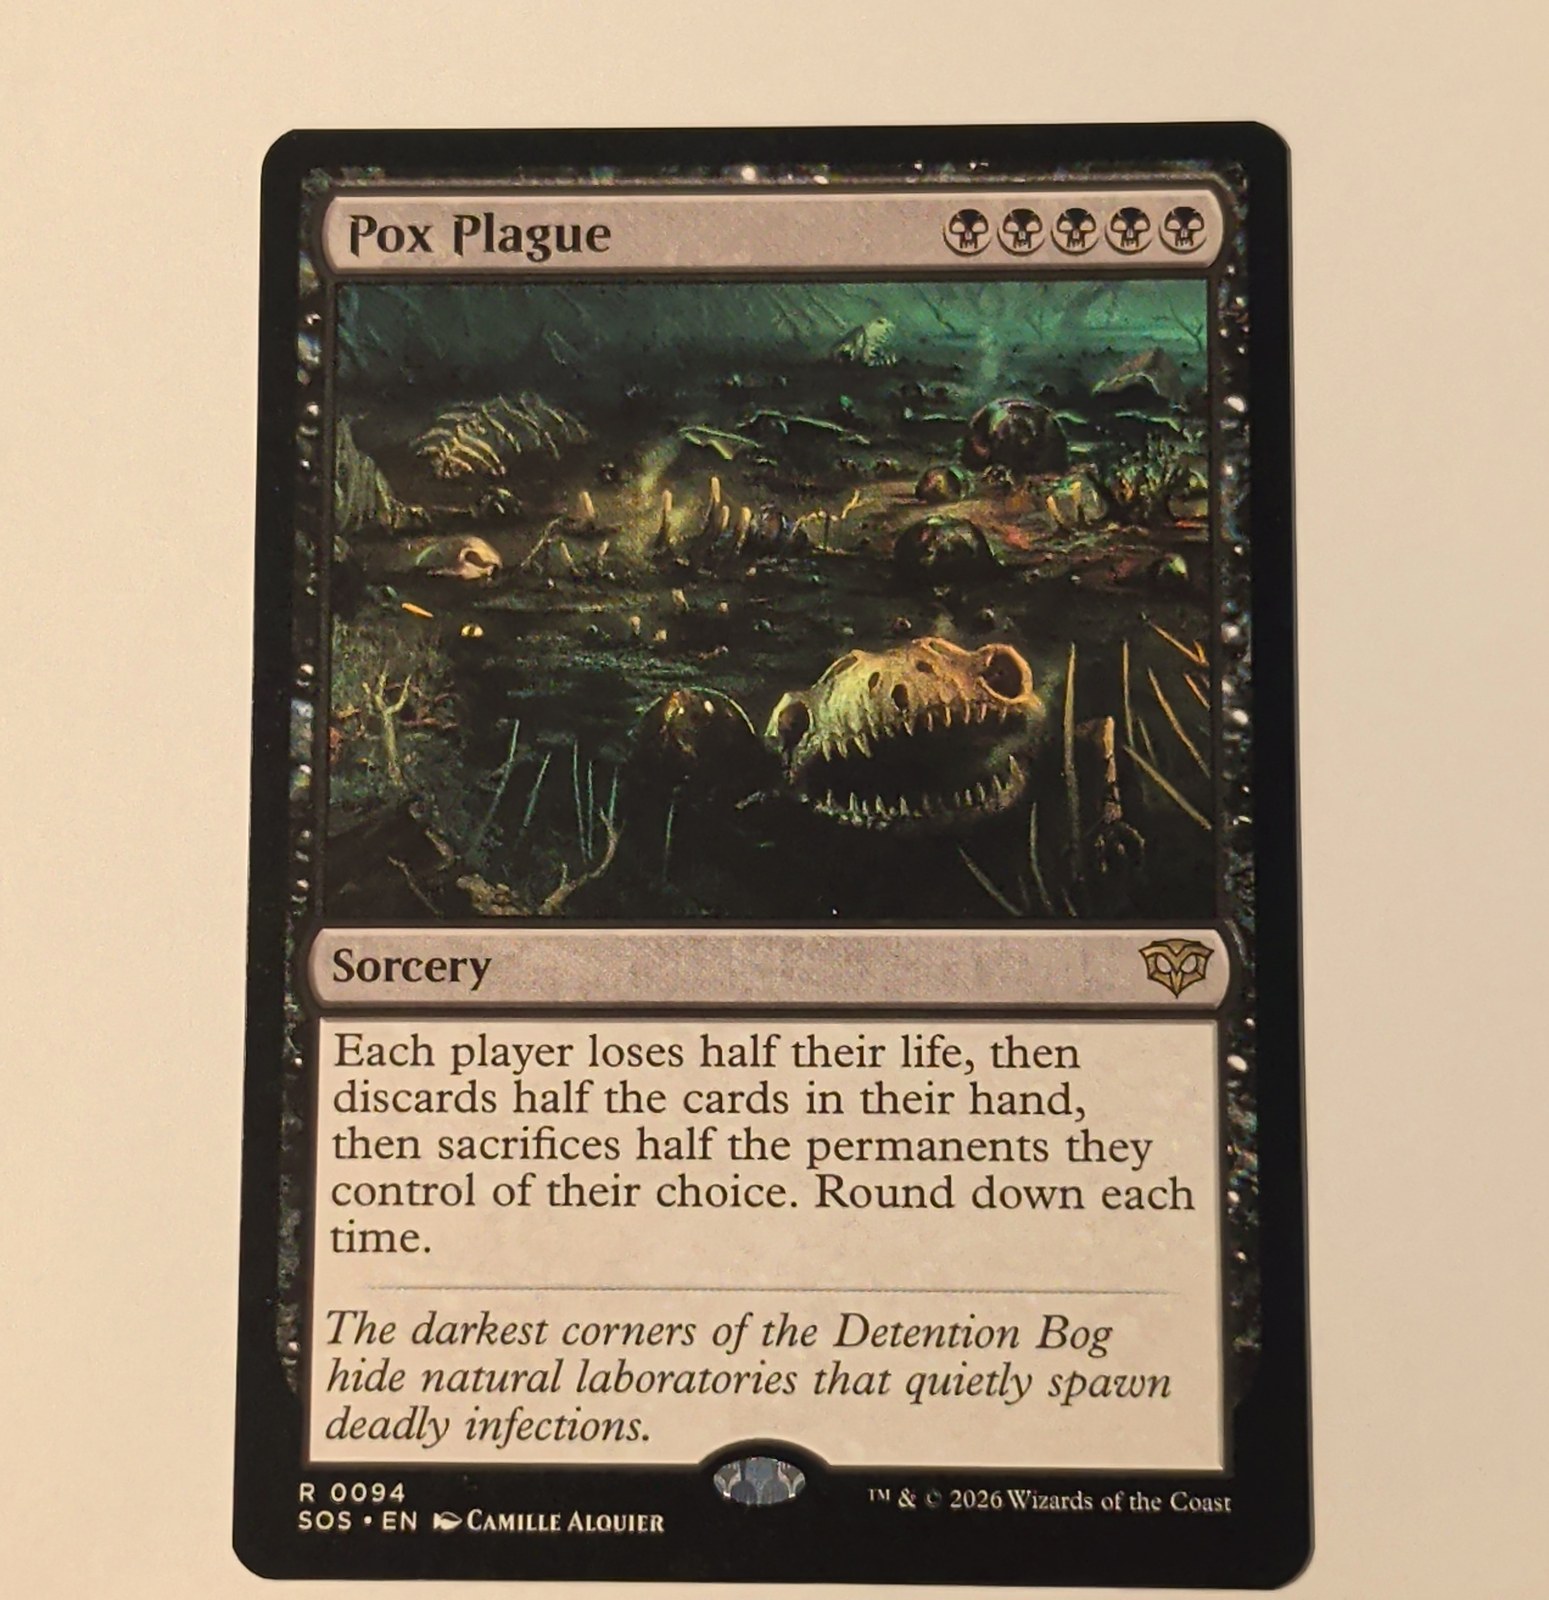 Pox Plague
Sorcery
Each player loses half their life, then
discards half the cards in their hand,
then sacrifices half the permanents they
control of their choice. Round down each
time.
The darkest corners of the Detention Bog
hide natural laboratories that quietly spawn
deadly infections.
R 0094
SOS • EN CAMILLE ALQUIER
™ & © 2026 Wizards of the Coast